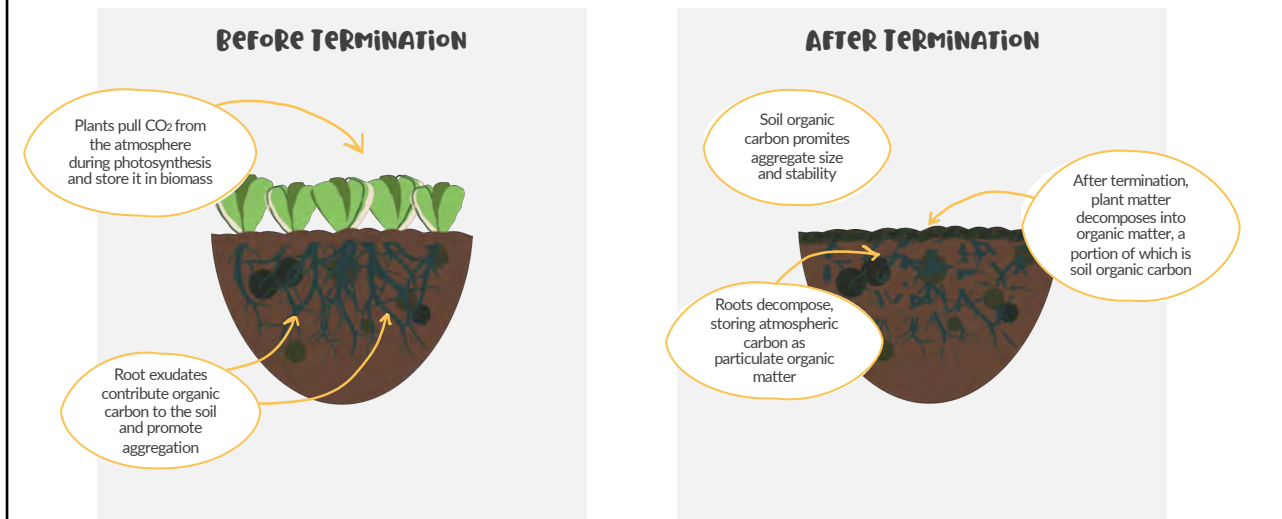 BEFORE TERMINATION
Plants pull CO₂ from
the atmosphere
during photosynthesis
and store it in biomass
Root exudates
contribute organic
carbon to the soil
and promote
aggregation
AFTER TERMINATION
Soil organic
carbon promites
aggregate size
and stability
After termination,
plant matter
decomposes into
organic matter, a
portion of which is
soil organic carbon
Roots decompose,
storing atmospheric
carbon as
particulate organic
matter